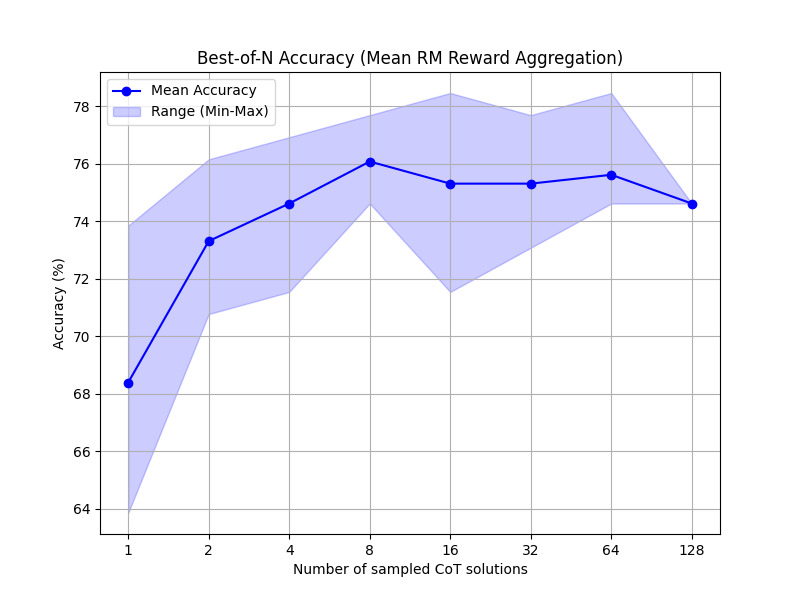 Best-of-N Accuracy (Mean RM Reward Aggregation)
Mean Accuracy
Range (Min-Max)
Accuracy (%)
78
76
74
72
70
68
66
64
1 2 4 8 16 32 64 128
Number of sampled CoT solutions